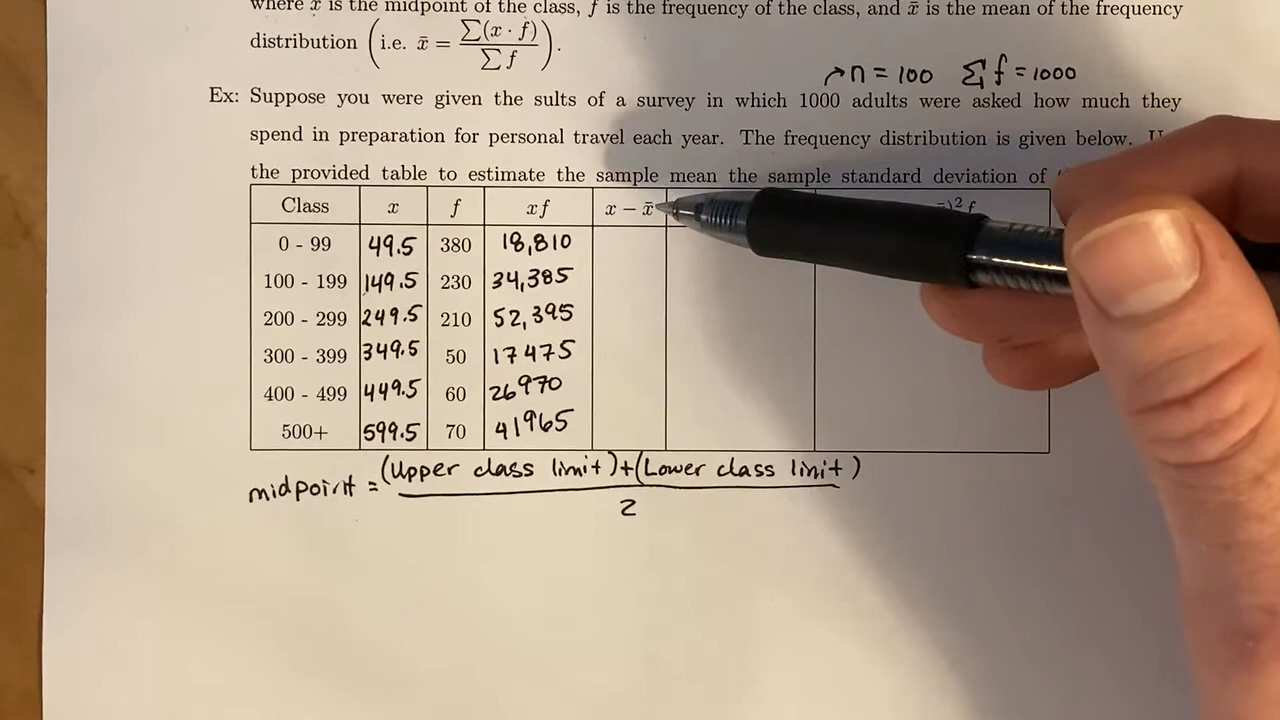 where x is the midpoint of the class, f is the frequency of the class, and x̄ is the mean of the frequency
distribution (i.e. x̄ = ∑(x · f) / ∑ f).
→ n = 100 ∑ f = 1000
Ex: Suppose you were given the sults of a survey in which 1000 adults were asked how much they
spend in preparation for personal travel each year. The frequency distribution is given below.
the provided table to estimate the sample mean the sample standard deviation of
Class x f xf x − x̄ )² f
0 - 99 49.5 380 18,810
100 - 199 149.5 230 34,385
200 - 299 249.5 210 52,395
300 - 399 349.5 50 17475
400 - 499 449.5 60 26970
500+ 599.5 70 41965
midpoint = (Upper class limit)+(Lower class limit) / 2